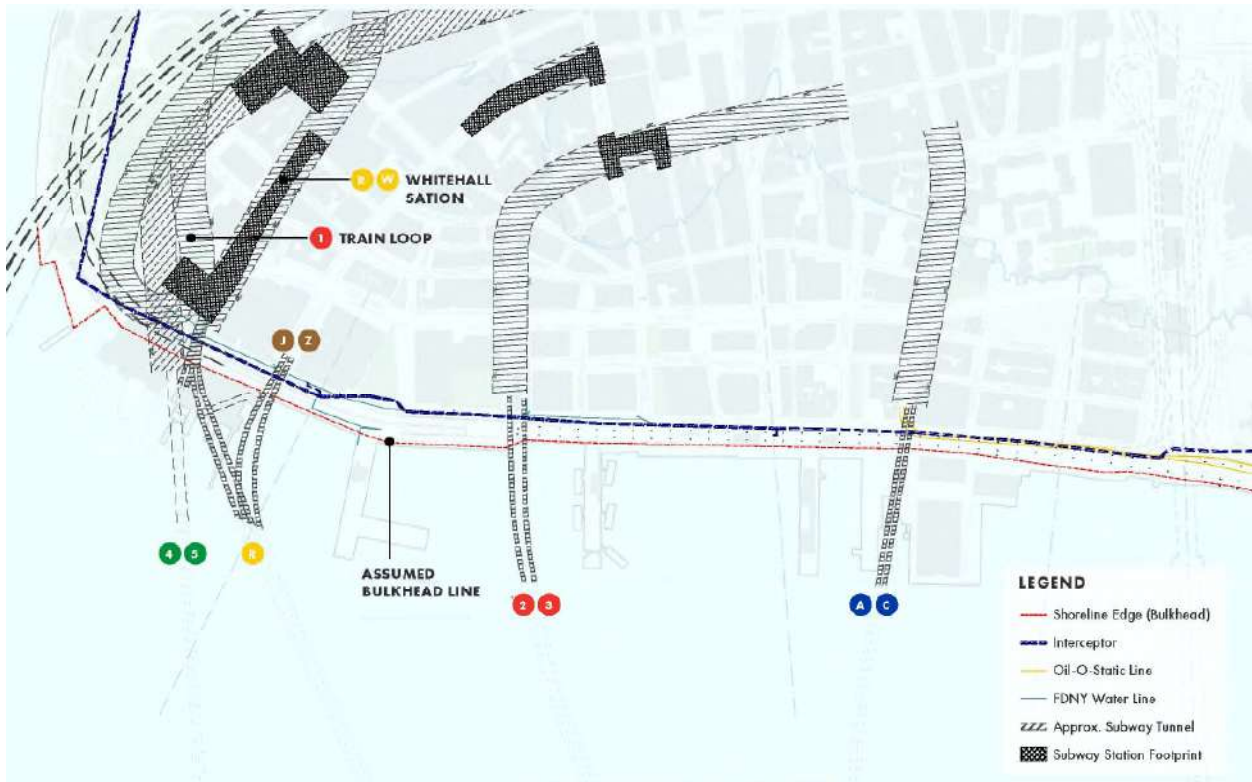 R W WHITEHALL
SATION
1 TRAIN LOOP
J Z
4 5
R
ASSUMED
BULKHEAD LINE
2 3
A C
LEGEND
Shoreline Edge (Bulkhead)
Interceptor
Oil-O-Static Line
FDNY Water Line
Approx. Subway Tunnel
Subway Station Footprint